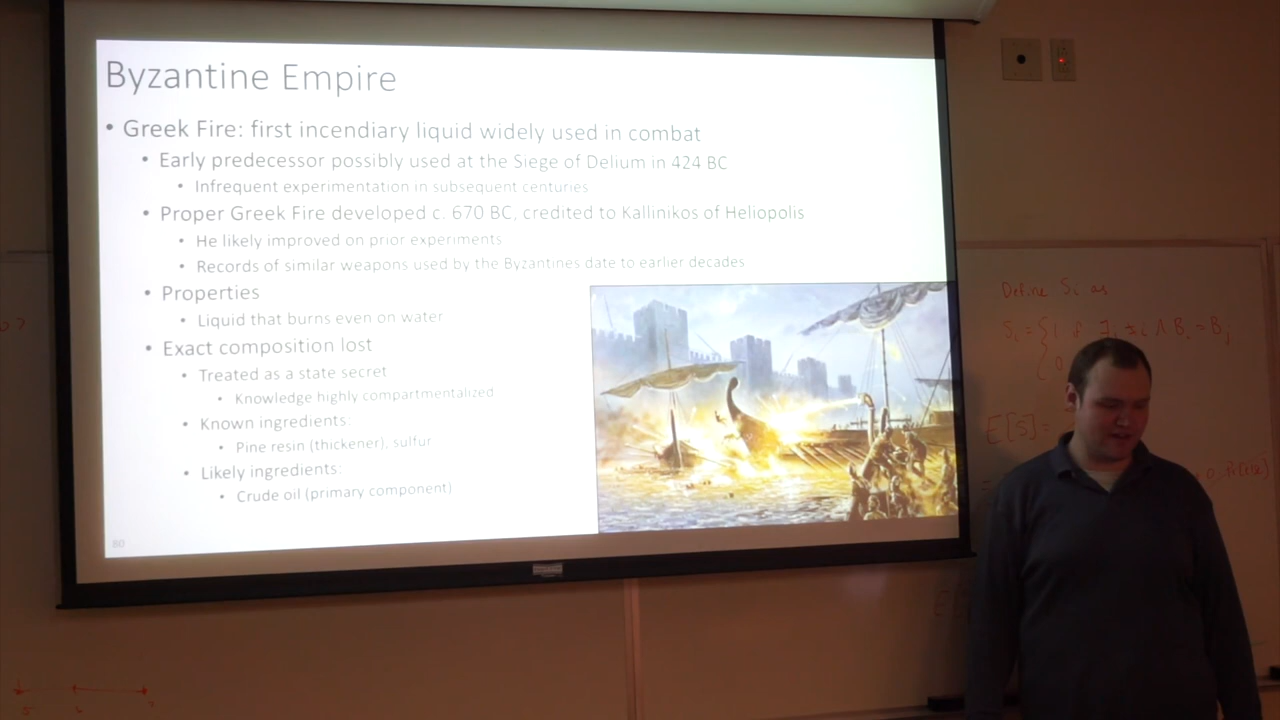 Byzantine Empire
• Greek Fire: first incendiary liquid widely used in combat
• Early predecessor possibly used at the Siege of Delium in 424 BC
• Infrequent experimentation in subsequent centuries
• Proper Greek Fire developed c. 670 BC, credited to Kallinikos of Heliopolis
• He likely improved on prior experiments
• Records of similar weapons used by the Byzantines date to earlier decades
• Properties
• Liquid that burns even on water
• Exact composition lost
• Treated as a state secret
• Knowledge highly compartmentalized
• Known ingredients:
• Pine resin (thickener), sulfur
• Likely ingredients:
• Crude oil (primary component)
80
Define Si as
E[S] =